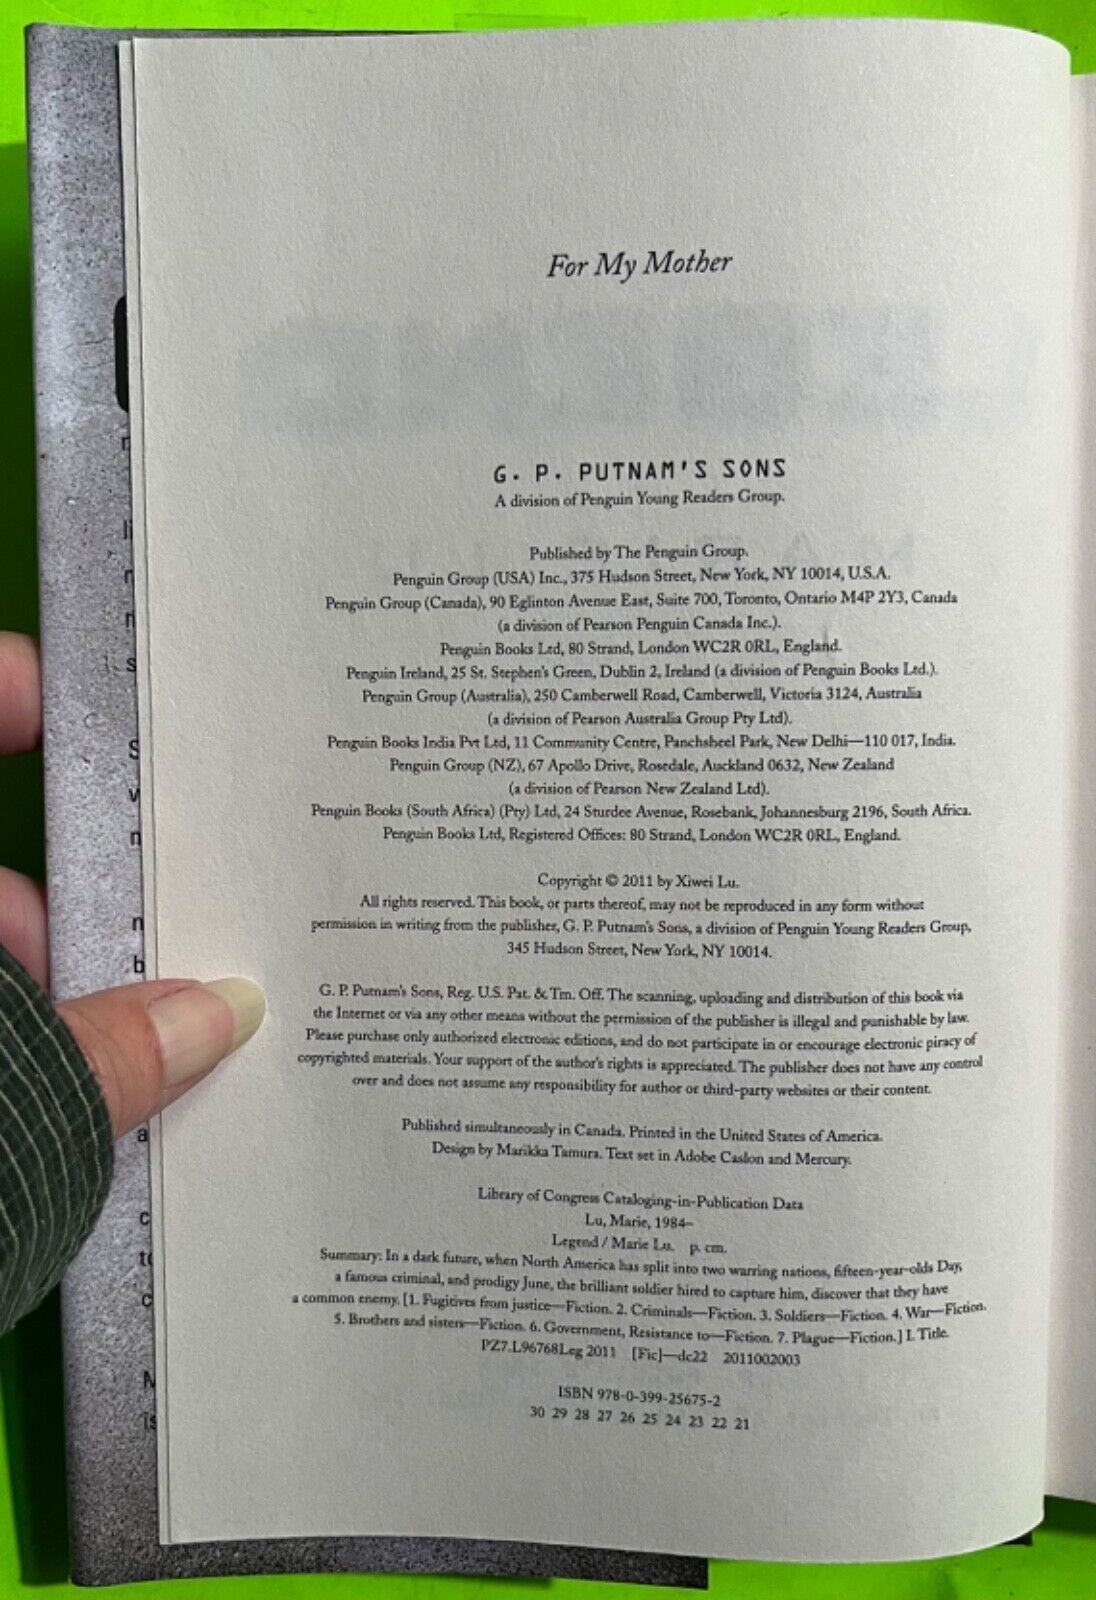 For My Mother
G. P. PUTNAM'S SONS
A division of Penguin Young Readers Group.
Published by The Penguin Group.
Penguin Group (USA) Inc., 375 Hudson Street, New York, NY 10014, U.S.A.
Penguin Group (Canada), 90 Eglinton Avenue East, Suite 700, Toronto, Ontario M4P 2Y3, Canada
(a division of Pearson Penguin Canada Inc.).
Penguin Books Ltd, 80 Strand, London WC2R 0RL, England.
Penguin Ireland, 25 St. Stephen's Green, Dublin 2, Ireland (a division of Penguin Books Ltd.).
Penguin Group (Australia), 250 Camberwell Road, Camberwell, Victoria 3124, Australia
(a division of Pearson Australia Group Pty Ltd).
Penguin Books India Pvt Ltd, 11 Community Centre, Panchsheel Park, New Delhi—110 017, India.
Penguin Group (NZ), 67 Apollo Drive, Rosedale, Auckland 0632, New Zealand
(a division of Pearson New Zealand Ltd).
Penguin Books (South Africa) (Pty) Ltd, 24 Sturdee Avenue, Rosebank, Johannesburg 2196, South Africa.
Penguin Books Ltd, Registered Offices: 80 Strand, London WC2R 0RL, England.
Copyright © 2011 by Xiwei Lu.
All rights reserved. This book, or parts thereof, may not be reproduced in any form without
permission in writing from the publisher, G. P. Putnam's Sons, a division of Penguin Young Readers Group,
345 Hudson Street, New York, NY 10014.
G. P. Putnam's Sons, Reg. U.S. Pat. & Tm. Off. The scanning, uploading and distribution of this book via
the Internet or via any other means without the permission of the publisher is illegal and punishable by law.
Please purchase only authorized electronic editions, and do not participate in or encourage electronic piracy of
copyrighted materials. Your support of the author's rights is appreciated. The publisher does not have any control
over and does not assume any responsibility for author or third-party websites or their content.
Published simultaneously in Canada. Printed in the United States of America.
Design by Marikka Tamura. Text set in Adobe Caslon and Mercury.
Library of Congress Cataloging-in-Publication Data
Lu, Marie, 1984–
Legend / Marie Lu. p. cm.
Summary: In a dark future, when North America has split into two warring nations, fifteen-year-olds Day,
a famous criminal, and prodigy June, the brilliant soldier hired to capture him, discover that they have
a common enemy. [1. Fugitives from justice—Fiction. 2. Criminals—Fiction. 3. Soldiers—Fiction. 4. War—Fiction.
5. Brothers and sisters—Fiction. 6. Government, Resistance to—Fiction. 7. Plague—Fiction.] I. Title.
PZ7.L96768Leg 2011 [Fic]—dc22 2011002003
ISBN 978-0-399-25675-2
30 29 28 27 26 25 24 23 22 21